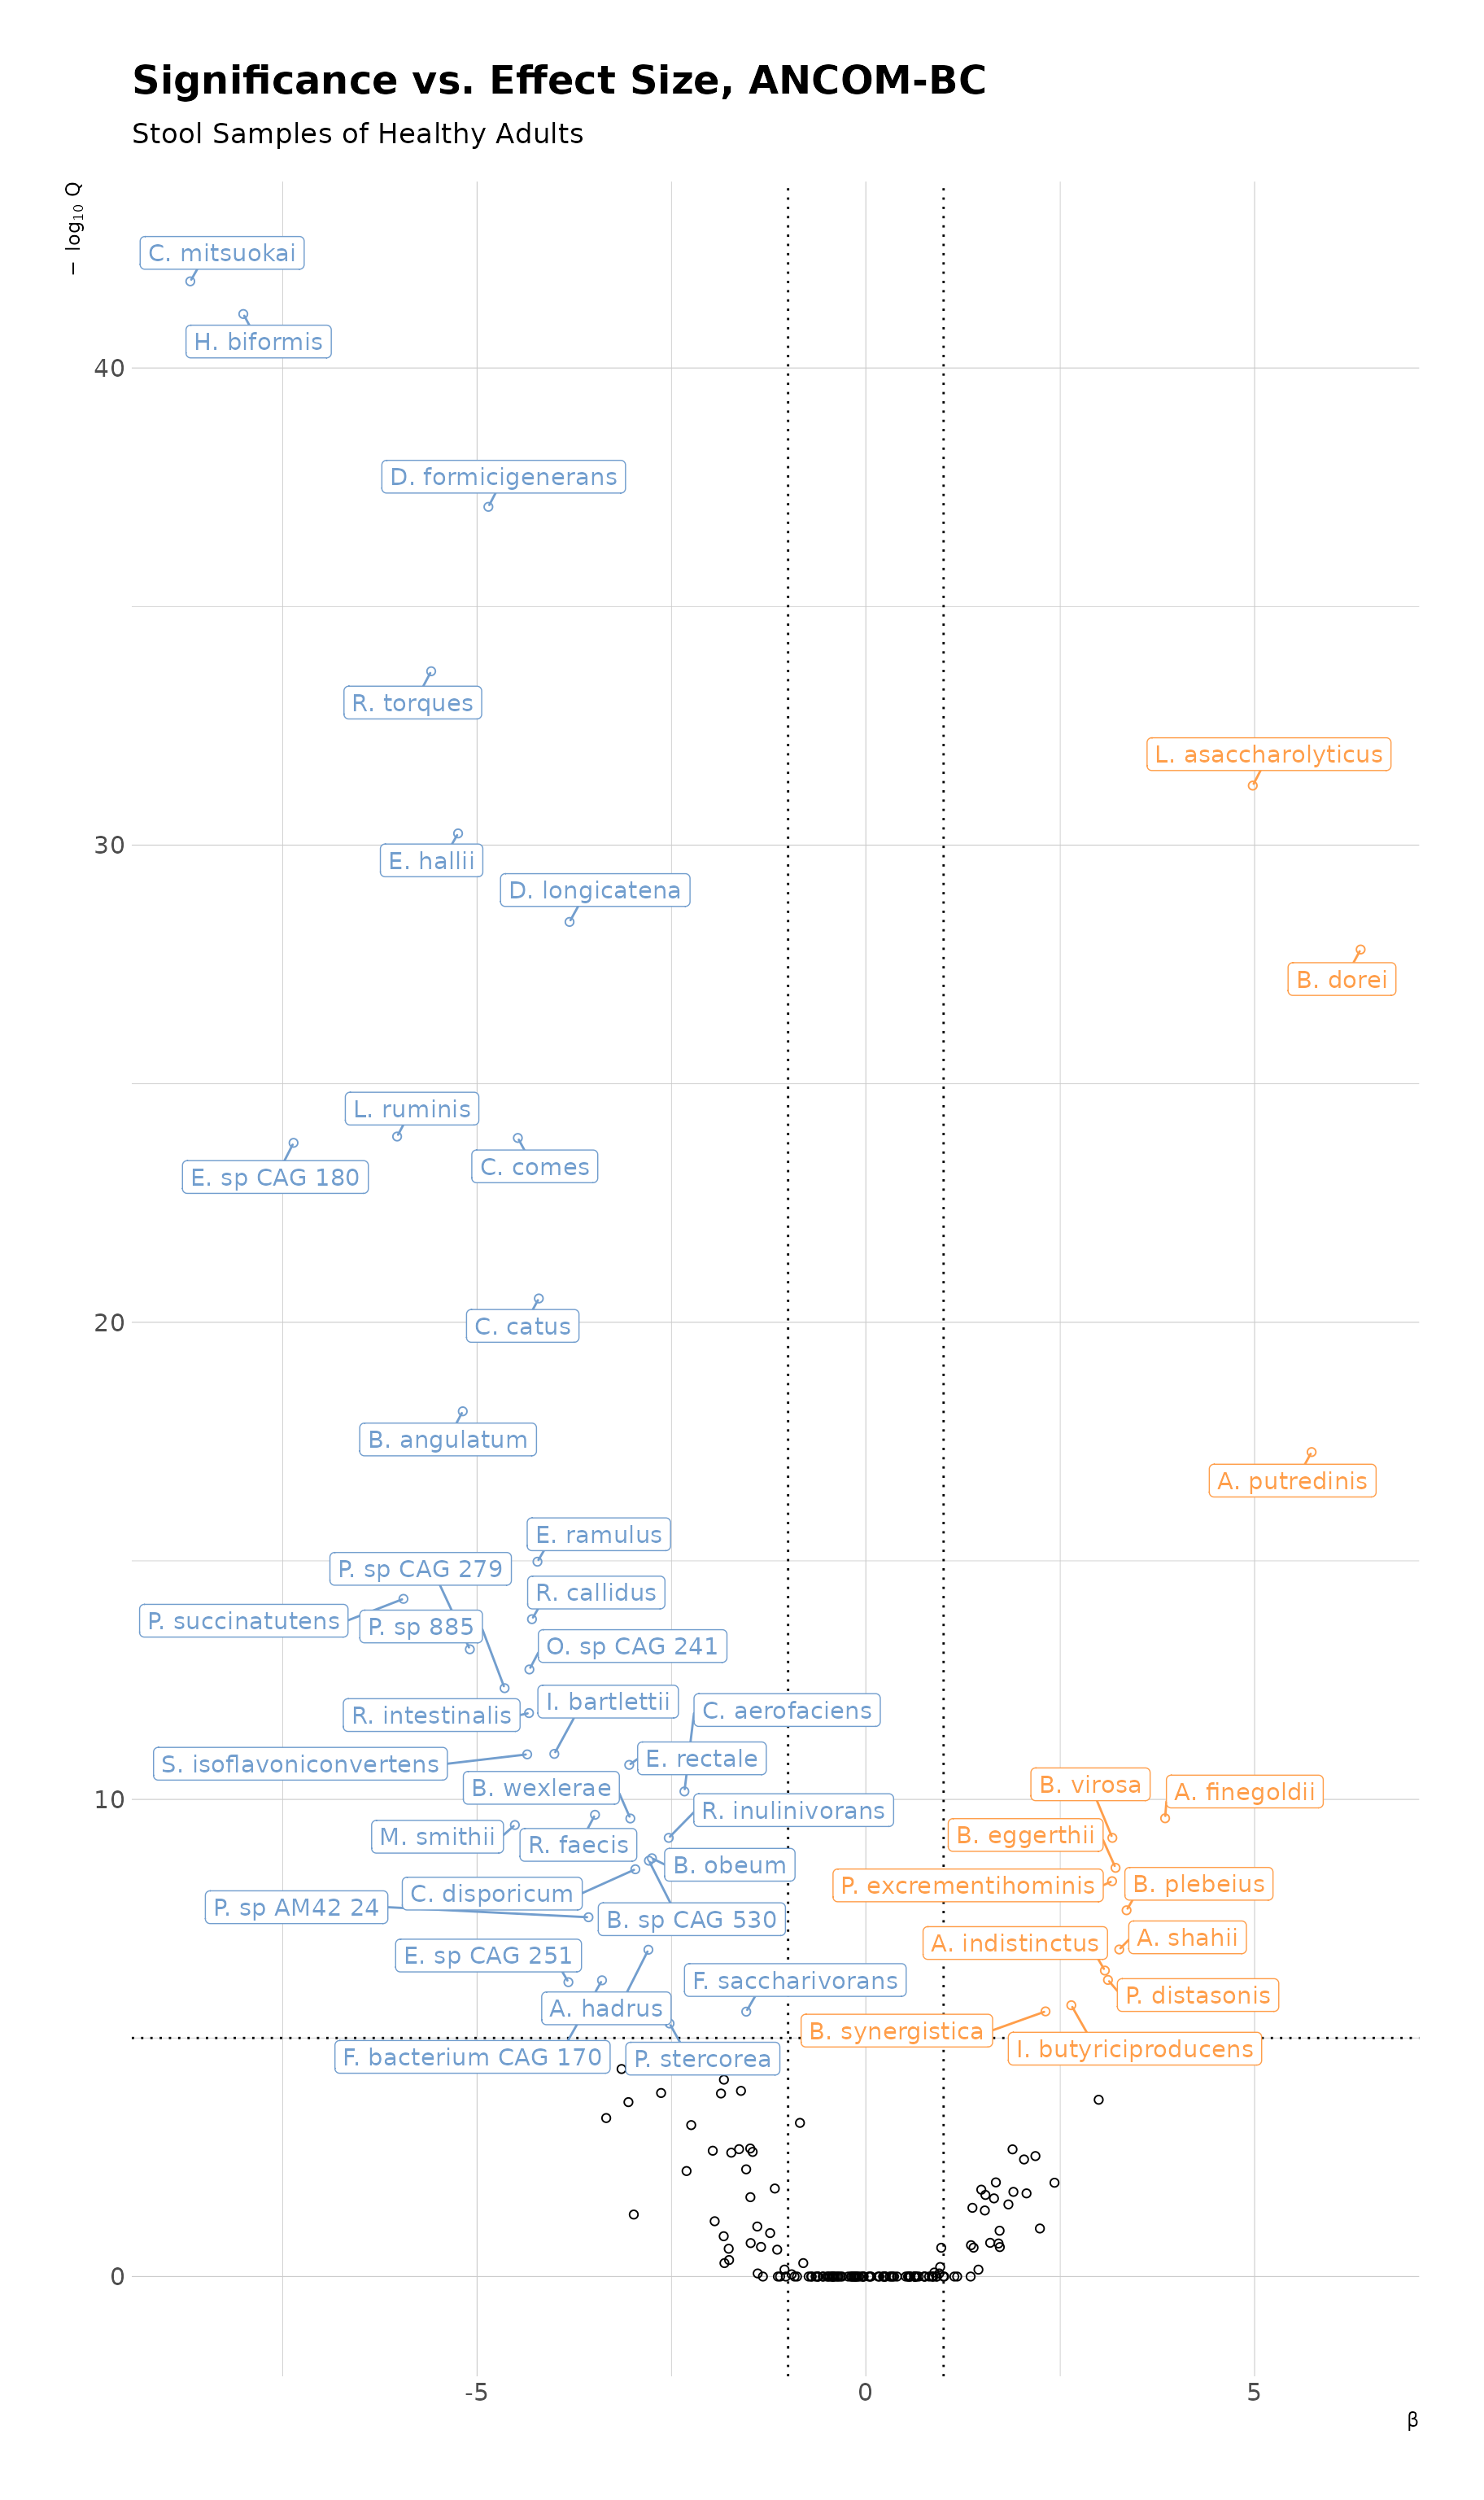 Significance vs. Effect Size, ANCOM-BC
Stool Samples of Healthy Adults
− log10 Q
C. mitsuokai
H. biformis
40
D. formicigenerans
R. torques
L. asaccharolyticus
30
E. hallii
D. longicatena
B. dorei
L. ruminis
C. comes
E. sp CAG 180
20
C. catus
B. angulatum
A. putredinis
E. ramulus
P. sp CAG 279
R. callidus
P. succinatutens
P. sp 885
O. sp CAG 241
I. bartlettii
C. aerofaciens
R. intestinalis
E. rectale
S. isoflavoniconvertens
B. virosa
B. wexlerae
A. finegoldii
10
R. inulinivorans
B. eggerthii
M. smithii
R. faecis
B. obeum
B. plebeius
P. excrementihominis
C. disporicum
P. sp AM42 24
B. sp CAG 530
A. shahii
A. indistinctus
E. sp CAG 251
F. saccharivorans
P. distasonis
A. hadrus
B. synergistica
I. butyriciproducens
F. bacterium CAG 170
P. stercorea
0
-5
0
5
β